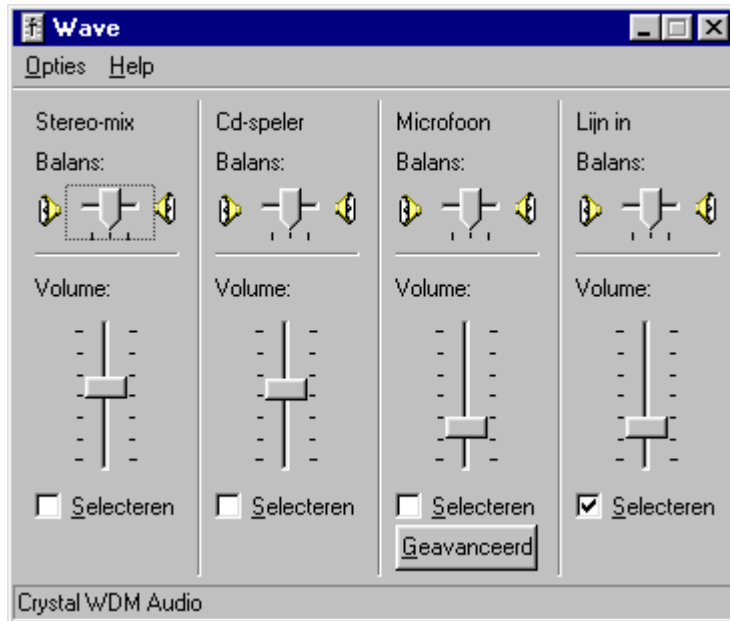 Wave
Opties Help
Stereo-mix
Balans:
Volume:
Selecteren
Cd-speler
Balans:
Volume:
Selecteren
Microfoon
Balans:
Volume:
Selecteren
Geavanceerd
Lijn in
Balans:
Volume:
Selecteren
Crystal WDM Audio